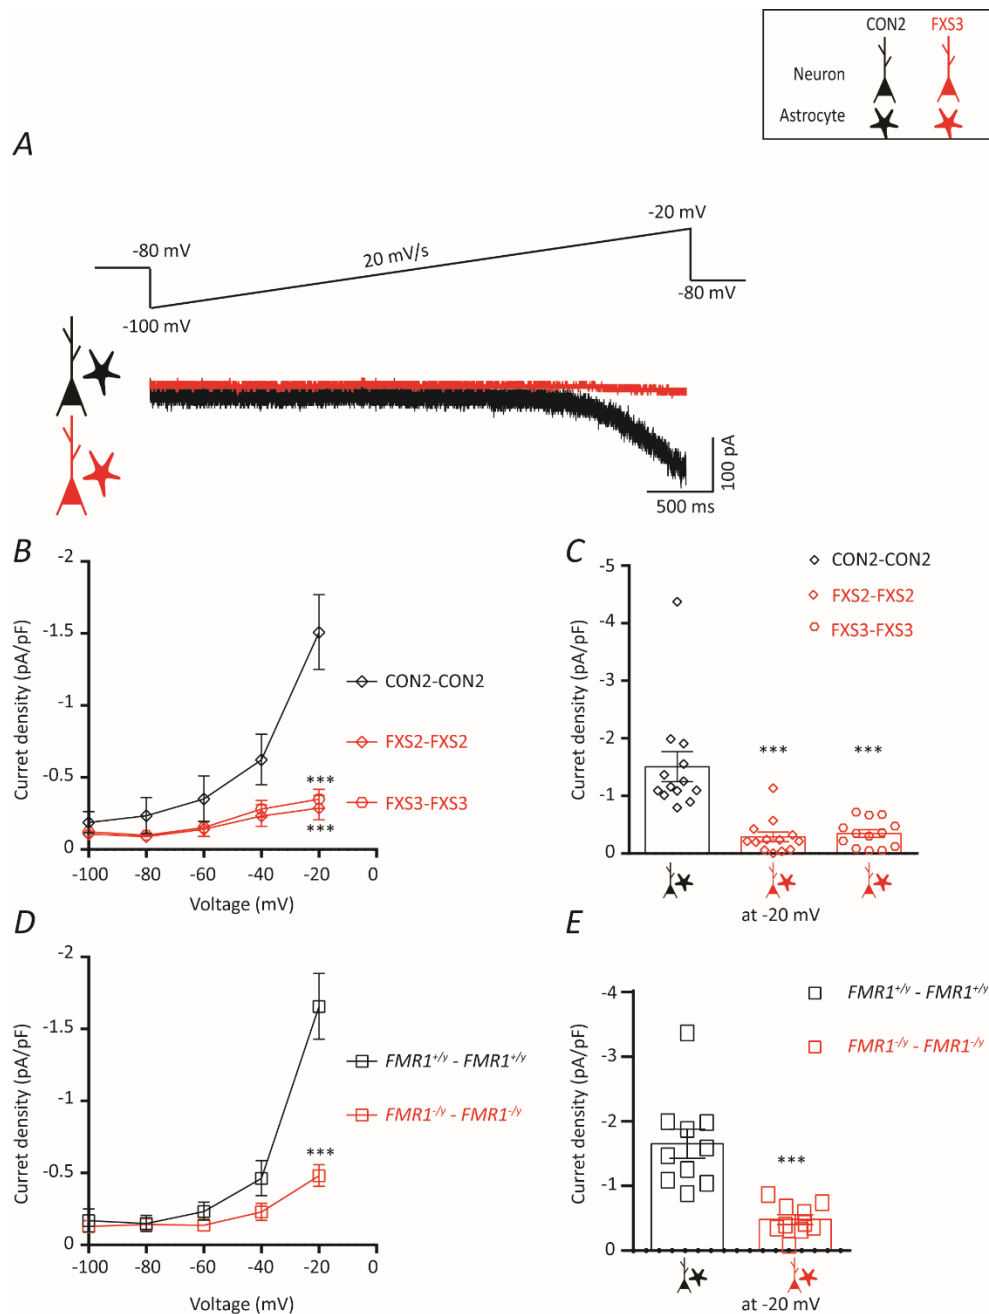 CON2 FXS3
Neuron
Astrocyte
A
-20 mV
-80 mV
20 mV/s
-80 mV
-100 mV
100 pA
500 ms
B
-2
-1.5
-1
-0.5
0
Curret density (pA/pF)
CON2-CON2
FXS2-FXS2
FXS3-FXS3
***
***
-100 -80 -60 -40 -20 0
Voltage (mV)
C
-5
-4
-3
-2
-1
0
Curret density (pA/pF)
CON2-CON2
FXS2-FXS2
FXS3-FXS3
*** ***
at -20 mV
D
-2
-1.5
-1
-0.5
0
Curret density (pA/pF)
FMR1+/y - FMR1+/y
FMR1-/y - FMR1-/y
***
-100 -80 -60 -40 -20 0
Voltage (mV)
E
-4
-3
-2
-1
0
Curret density (pA/pF)
FMR1+/y - FMR1+/y
FMR1-/y - FMR1-/y
***
at -20 mV